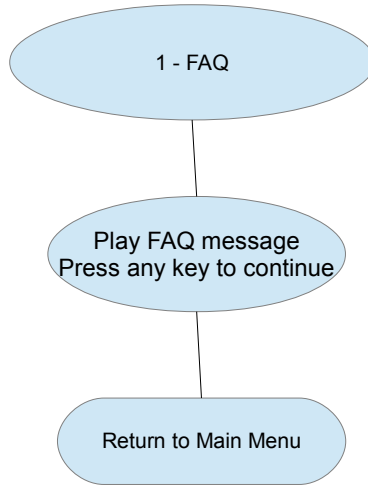 1 - FAQ
Play FAQ message
Press any key to continue
Return to Main Menu